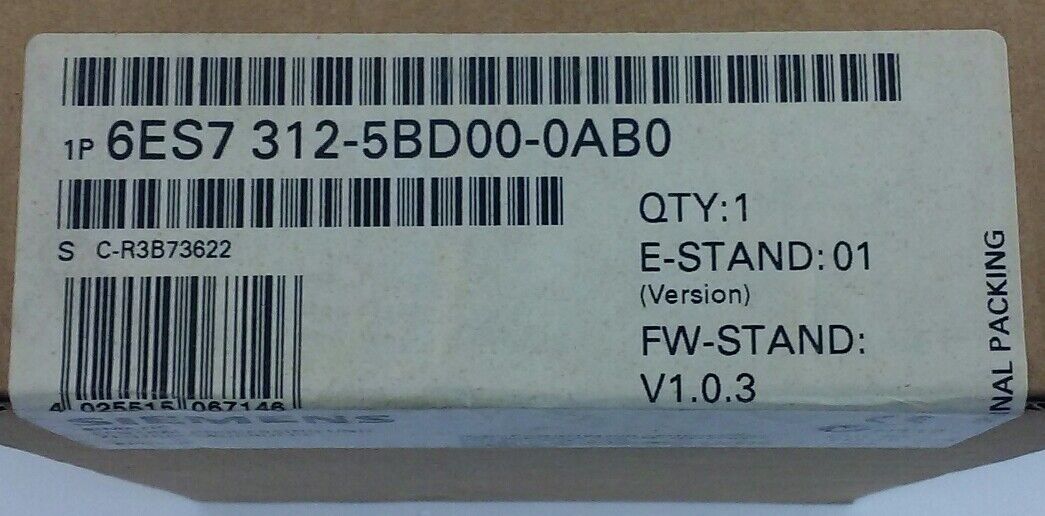 1P 6ES7 312-5BD00-0AB0
S C-R3B73622
QTY:1
E-STAND:01
(Version)
FW-STAND:
V1.0.3
4 025515 067146
SIEMENS
NAL PACKING